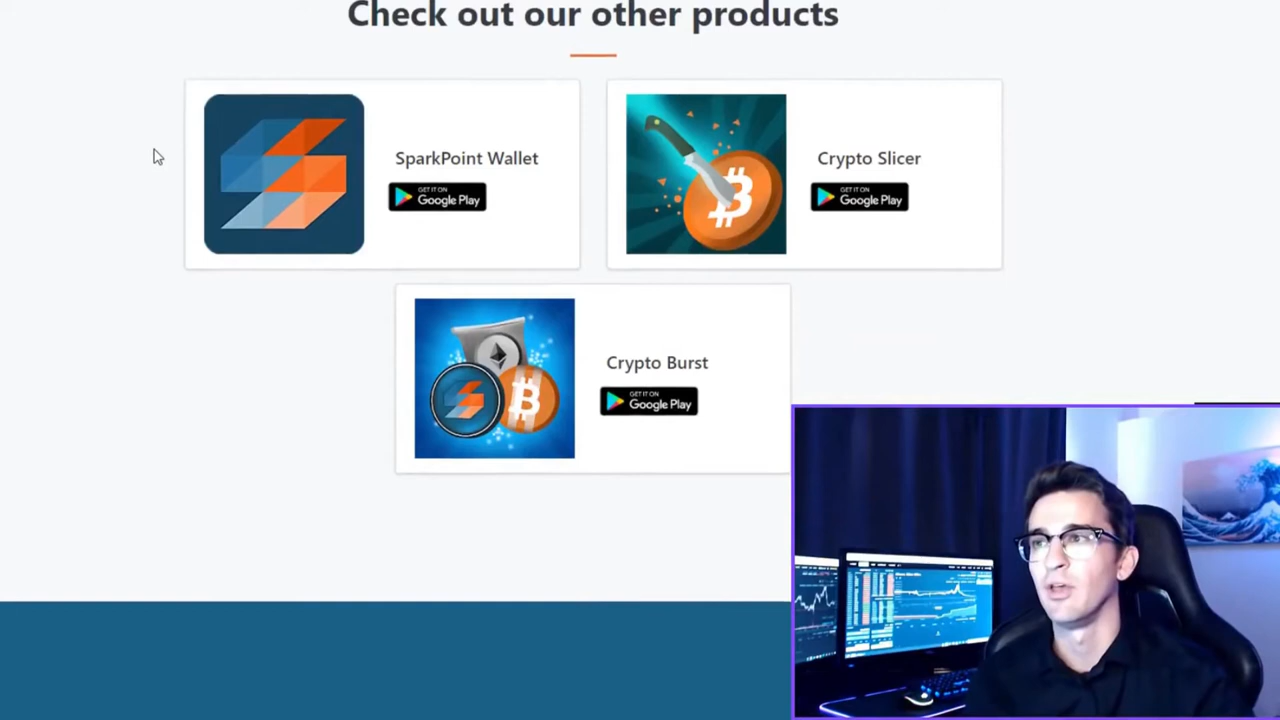 Check out our other products
SparkPoint Wallet
GET IT ON
Google Play
Crypto Slicer
GET IT ON
Google Play
Crypto Burst
GET IT ON
Google Play